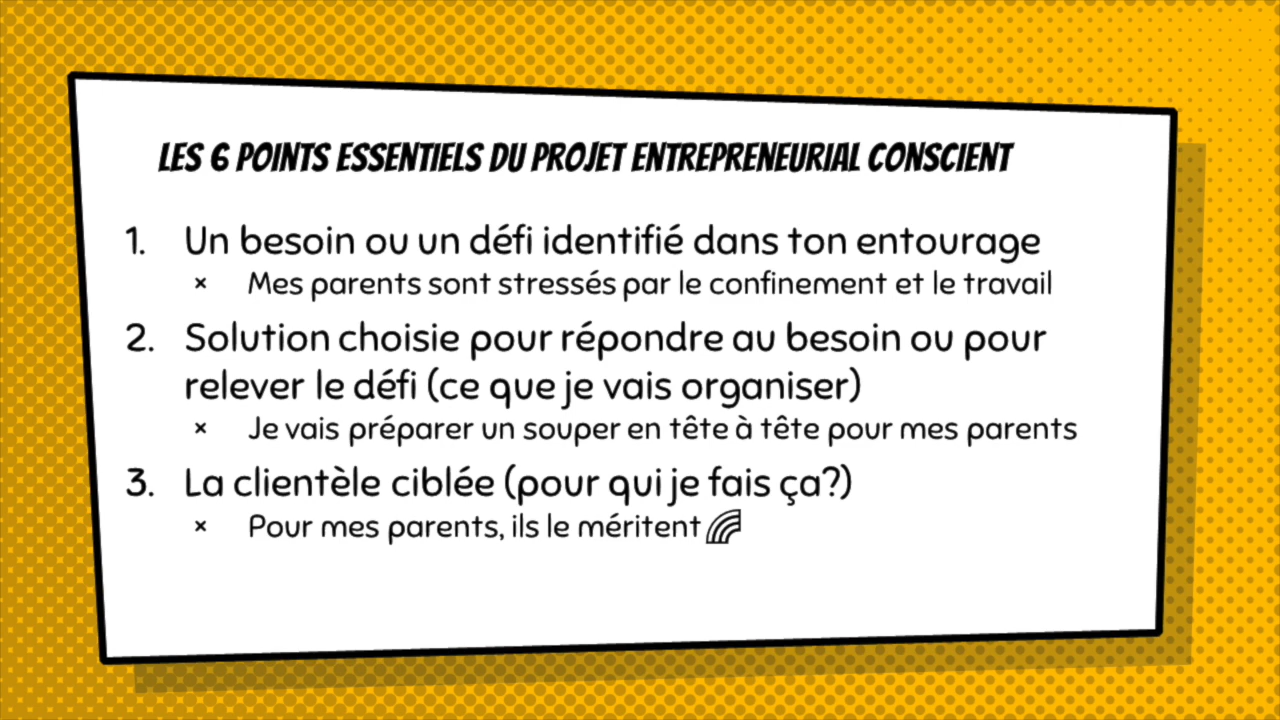 LES 6 POINTS ESSENTIELS DU PROJET ENTREPRENEURIAL CONSCIENT
1. Un besoin ou un défi identifié dans ton entourage
× Mes parents sont stressés par le confinement et le travail
2. Solution choisie pour répondre au besoin ou pour
relever le défi (ce que je vais organiser)
× Je vais préparer un souper en tête à tête pour mes parents
3. La clientèle ciblée (pour qui je fais ça?)
× Pour mes parents, ils le méritent 🌈